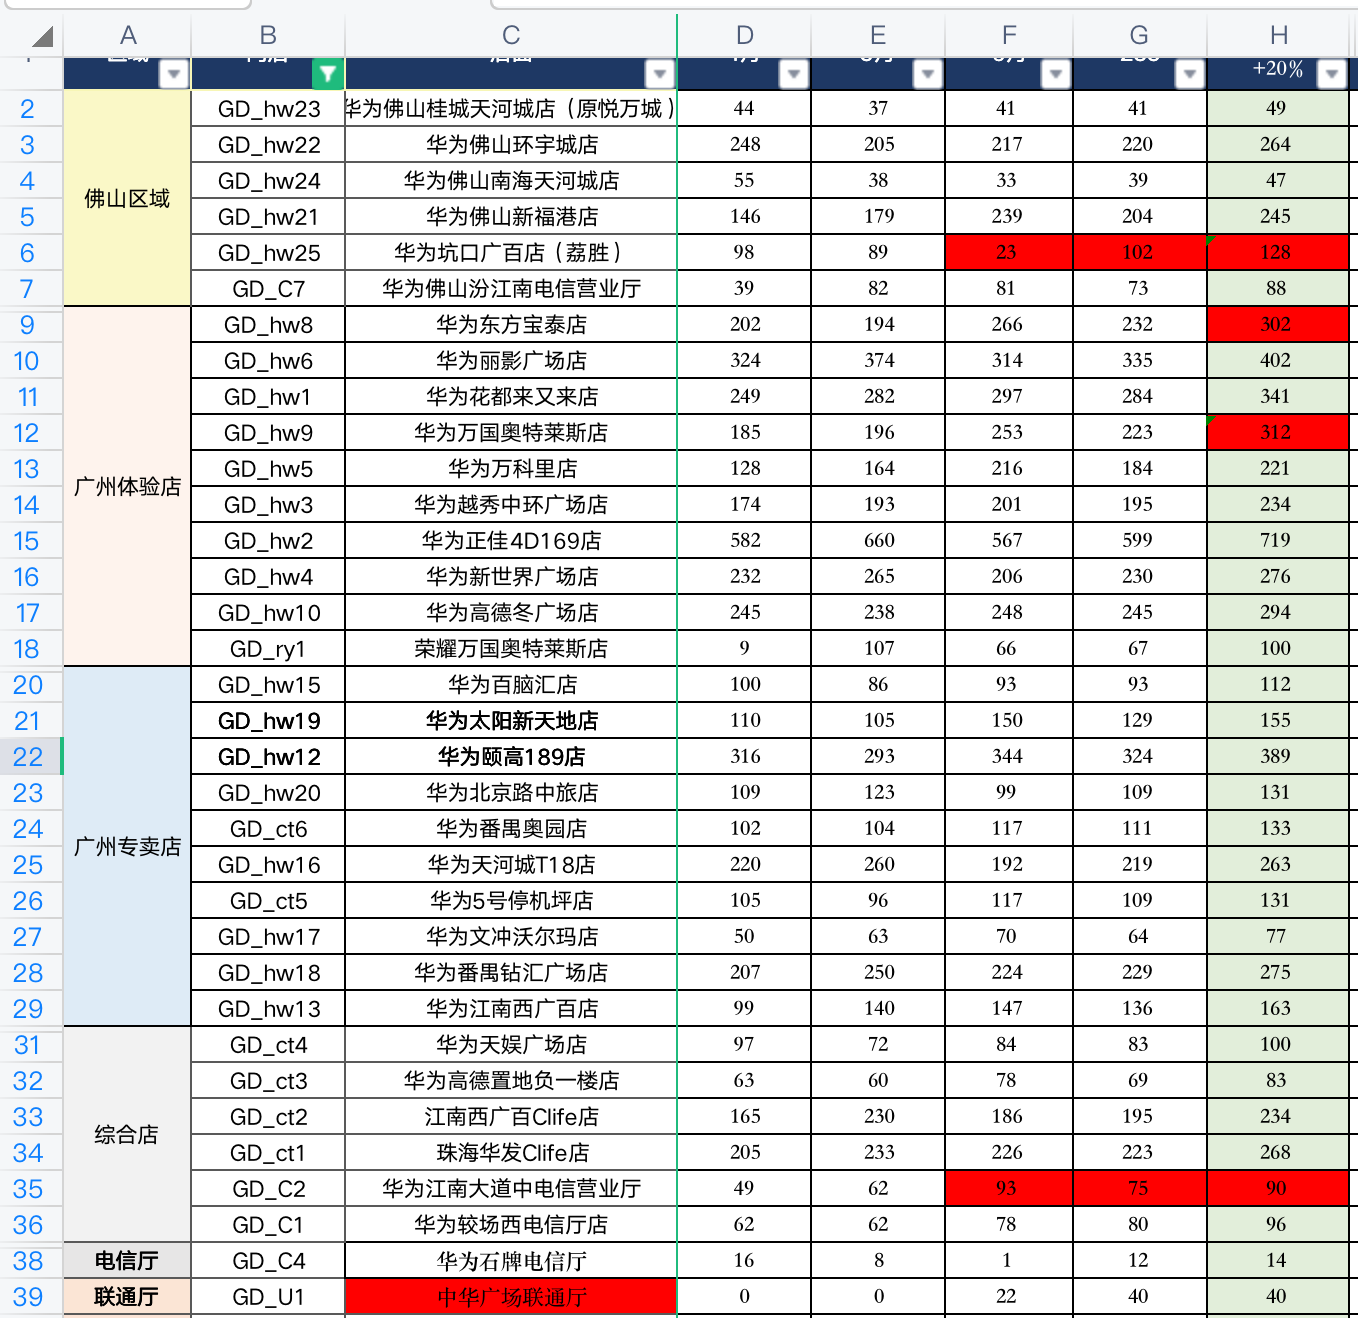 A B C D E F G H
+20%
2 GD_hw23 华为佛山桂城天河城店（原悦万城） 44 37 41 41 49
3 GD_hw22 华为佛山环宇城店 248 205 217 220 264
4 GD_hw24 华为佛山南海天河城店 55 38 33 39 47
佛山区域
5 GD_hw21 华为佛山新福港店 146 179 239 204 245
6 GD_hw25 华为坑口广百店（荔胜） 98 89 23 102 128
7 GD_C7 华为佛山汾江南电信营业厅 39 82 81 73 88
9 GD_hw8 华为东方宝泰店 202 194 266 232 302
10 GD_hw6 华为丽影广场店 324 374 314 335 402
11 GD_hw1 华为花都来又来店 249 282 297 284 341
12 GD_hw9 华为万国奥特莱斯店 185 196 253 223 312
13 GD_hw5 华为万科里店 128 164 216 184 221
广州体验店
14 GD_hw3 华为越秀中环广场店 174 193 201 195 234
15 GD_hw2 华为正佳4D169店 582 660 567 599 719
16 GD_hw4 华为新世界广场店 232 265 206 230 276
17 GD_hw10 华为高德冬广场店 245 238 248 245 294
18 GD_ry1 荣耀万国奥特莱斯店 9 107 66 67 100
20 GD_hw15 华为百脑汇店 100 86 93 93 112
21 GD_hw19 华为太阳新天地店 110 105 150 129 155
22 GD_hw12 华为颐高189店 316 293 344 324 389
23 GD_hw20 华为北京路中旅店 109 123 99 109 131
24 GD_ct6 华为番禺奥园店 102 104 117 111 133
广州专卖店
25 GD_hw16 华为天河城T18店 220 260 192 219 263
26 GD_ct5 华为5号停机坪店 105 96 117 109 131
27 GD_hw17 华为文冲沃尔玛店 50 63 70 64 77
28 GD_hw18 华为番禺钻汇广场店 207 250 224 229 275
29 GD_hw13 华为江南西广百店 99 140 147 136 163
31 GD_ct4 华为天娱广场店 97 72 84 83 100
32 GD_ct3 华为高德置地负一楼店 63 60 78 69 83
33 GD_ct2 江南西广百Clife店 165 230 186 195 234
综合店
34 GD_ct1 珠海华发Clife店 205 233 226 223 268
35 GD_C2 华为江南大道中电信营业厅 49 62 93 75 90
36 GD_C1 华为较场西电信厅店 62 62 78 80 96
38 电信厅 GD_C4 华为石牌电信厅 16 8 1 12 14
39 联通厅 GD_U1 中华广场联通厅 0 0 22 40 40